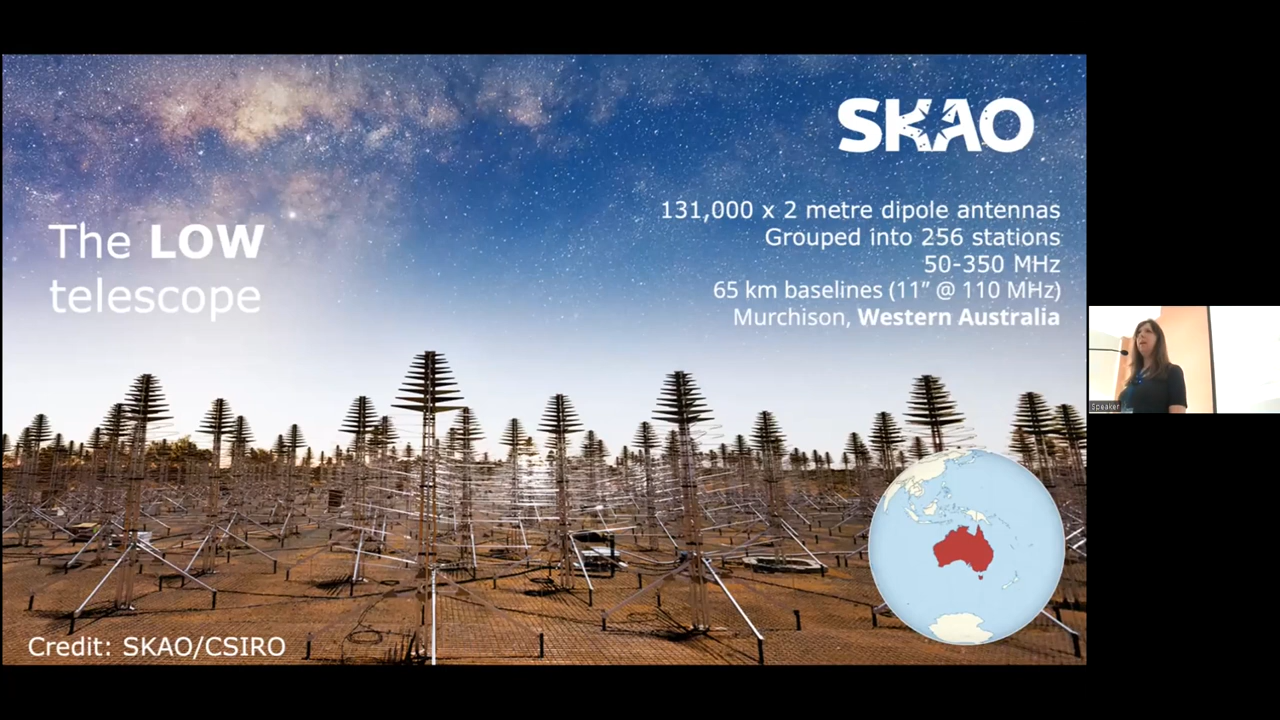 SKAO
The LOW
telescope
131,000 x 2 metre dipole antennas
Grouped into 256 stations
50-350 MHz
65 km baselines (11” @ 110 MHz)
Murchison, Western Australia
Speaker
Credit: SKAO/CSIRO